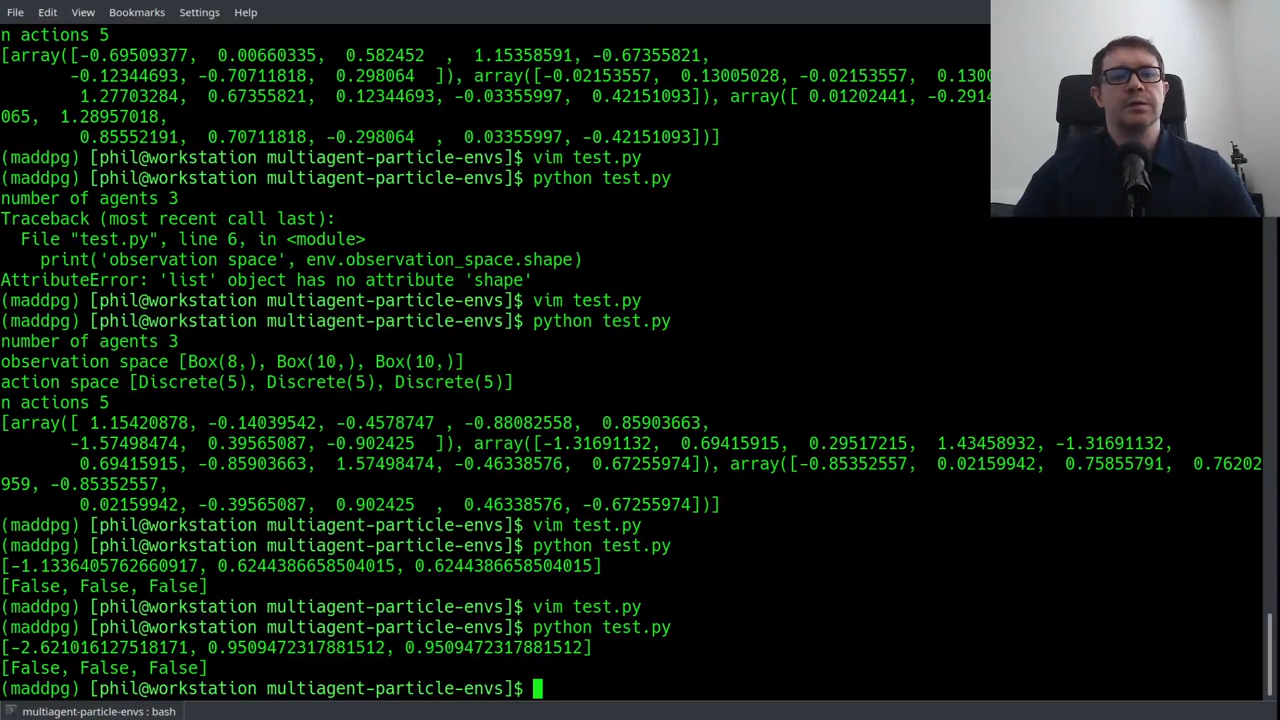 File Edit View Bookmarks Settings Help
n actions 5
[array([-0.69509377,  0.00660335,  0.582452  ,  1.15358591, -0.67355821,
-0.12344693, -0.70711818,  0.298064  ]), array([-0.02153557,  0.13005028, -0.02153557,  0.1300
1.27703284,  0.67355821,  0.12344693, -0.03355997,  0.42151093]), array([ 0.01202441, -0.2914
065,  1.28957018,
0.85552191,  0.70711818, -0.298064  ,  0.03355997, -0.42151093])]
(maddpg) [phil@workstation multiagent-particle-envs]$ vim test.py
(maddpg) [phil@workstation multiagent-particle-envs]$ python test.py
number of agents 3
Traceback (most recent call last):
File "test.py", line 6, in <module>
print('observation space', env.observation_space.shape)
AttributeError: 'list' object has no attribute 'shape'
(maddpg) [phil@workstation multiagent-particle-envs]$ vim test.py
(maddpg) [phil@workstation multiagent-particle-envs]$ python test.py
number of agents 3
observation space [Box(8,), Box(10,), Box(10,)]
action space [Discrete(5), Discrete(5), Discrete(5)]
n actions 5
[array([ 1.15420878, -0.14039542, -0.4578747 , -0.88082558,  0.85903663,
-1.57498474,  0.39565087, -0.902425  ]), array([-1.31691132,  0.69415915,  0.29517215,  1.43458932, -1.31691132,
0.69415915, -0.85903663,  1.57498474, -0.46338576,  0.67255974]), array([-0.85352557,  0.02159942,  0.75855791,  0.76202
959, -0.85352557,
0.02159942, -0.39565087,  0.902425  ,  0.46338576, -0.67255974])]
(maddpg) [phil@workstation multiagent-particle-envs]$ vim test.py
(maddpg) [phil@workstation multiagent-particle-envs]$ python test.py
[-1.1336405762660917, 0.6244386658504015, 0.6244386658504015]
[False, False, False]
(maddpg) [phil@workstation multiagent-particle-envs]$ vim test.py
(maddpg) [phil@workstation multiagent-particle-envs]$ python test.py
[-2.621016127518171, 0.9509472317881512, 0.9509472317881512]
[False, False, False]
(maddpg) [phil@workstation multiagent-particle-envs]$
multiagent-particle-envs : bash